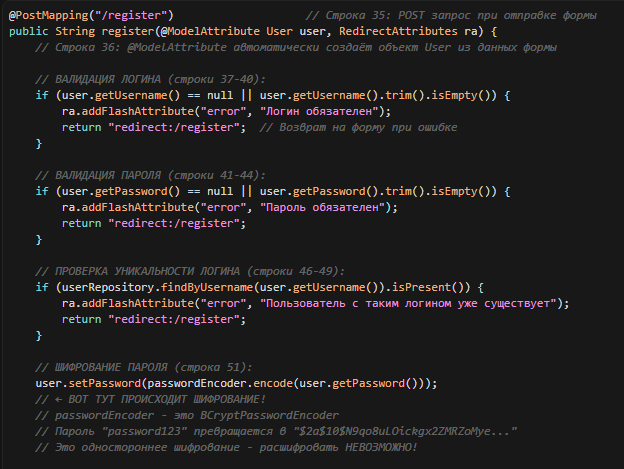 @PostMapping("/register")                    // Строка 35: POST запрос при отправке формы
public String register(@ModelAttribute User user, RedirectAttributes ra) {
    // Строка 36: @ModelAttribute автоматически создаёт объект User из данных формы

    // ВАЛИДАЦИЯ ЛОГИНА (строки 37-40):
    if (user.getUsername() == null || user.getUsername().trim().isEmpty()) {
        ra.addFlashAttribute("error", "Логин обязателен");
        return "redirect:/register";  // Возврат на форму при ошибке
    }

    // ВАЛИДАЦИЯ ПАРОЛЯ (строки 41-44):
    if (user.getPassword() == null || user.getPassword().trim().isEmpty()) {
        ra.addFlashAttribute("error", "Пароль обязателен");
        return "redirect:/register";
    }

    // ПРОВЕРКА УНИКАЛЬНОСТИ ЛОГИНА (строки 46-49):
    if (userRepository.findByUsername(user.getUsername()).isPresent()) {
        ra.addFlashAttribute("error", "Пользователь с таким логином уже существует");
        return "redirect:/register";
    }

    // ШИФРОВАНИЕ ПАРОЛЯ (строка 51):
    user.setPassword(passwordEncoder.encode(user.getPassword()));
    // ← ВОТ ТУТ ПРОИСХОДИТ ШИФРОВАНИЕ!
    // passwordEncoder - это BCryptPasswordEncoder
    // Пароль "password123" превращается в "$2a$10$N9qo8uLOickgx2ZMRZoMye..."
    // Это одностороннее шифрование - расшифровать НЕВОЗМОЖНО!